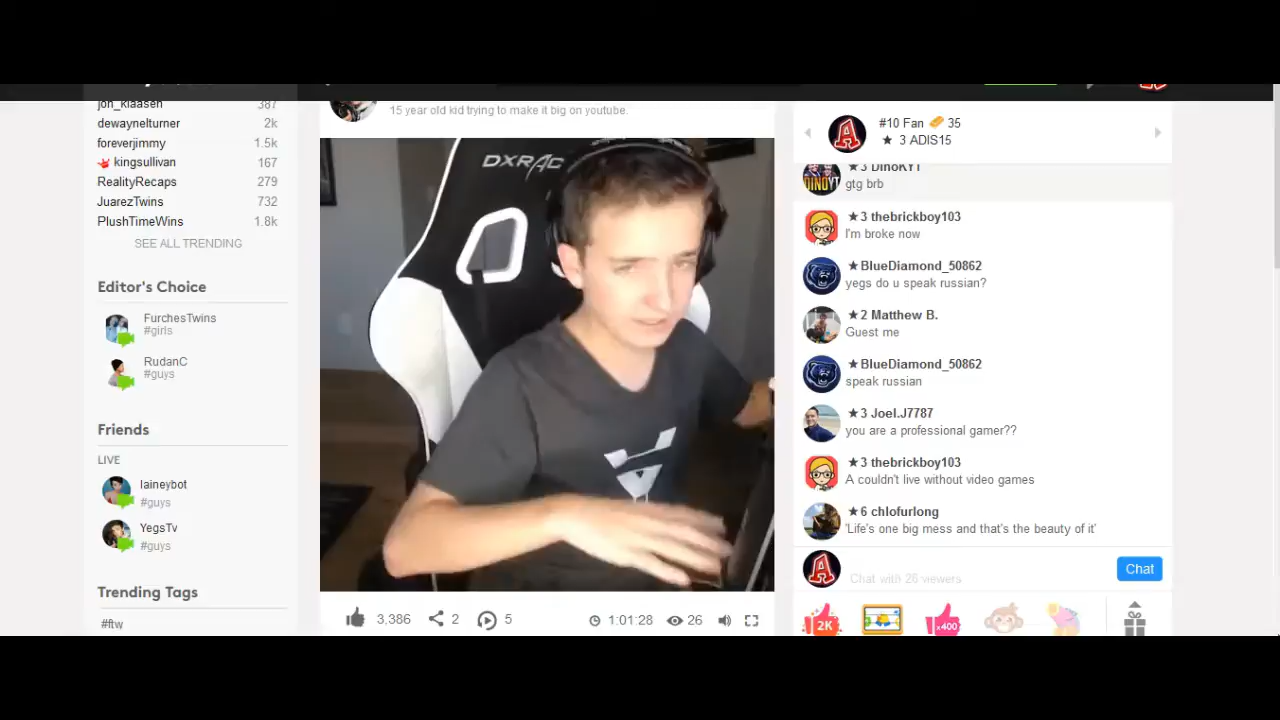 jon_klaasen 387
dewaynelturner 2k
foreverjimmy 1.5k
kingsullivan 167
RealityRecaps 279
JuarezTwins 732
PlushTimeWins 1.8k
SEE ALL TRENDING
Editor's Choice
FurchesTwins
#girls
RudanC
#guys
Friends
LIVE
laineybot
#guys
YegsTv
#guys
Trending Tags
#ftw
15 year old kid trying to make it big on youtube.
DXRAC
3,386 2 5 1:01:28 26
#10 Fan 35
★ 3 ADIS15
★3 DinoKYT
DINOYT
gtg brb
★3 thebrickboy103
I'm broke now
★BlueDiamond_50862
yegs do u speak russian?
★2 Matthew B.
Guest me
★BlueDiamond_50862
speak russian
★3 Joel.J7787
you are a professional gamer??
★3 thebrickboy103
A couldn't live without video games
★6 chlofurlong
'Life's one big mess and that's the beauty of it'
Chat with 26 viewers
Chat
2K
x400